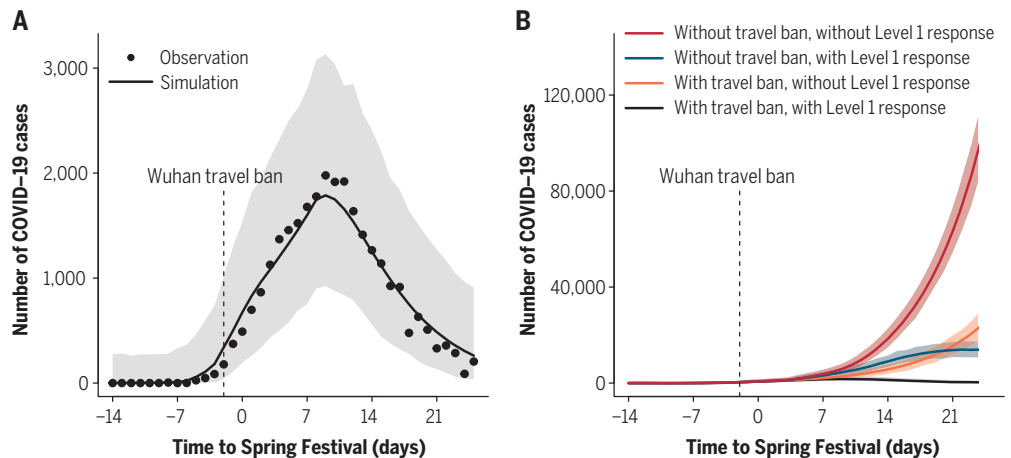 A
Number of COVID–19 cases
3,000
2,000
1,000
0
Observation
Simulation
Wuhan travel ban
–14
–7
0
7
14
21
Time to Spring Festival (days)
B
Number of COVID–19 cases
120,000
80,000
40,000
0
Without travel ban, without Level 1 response
Without travel ban, with Level 1 response
With travel ban, without Level 1 response
With travel ban, with Level 1 response
Wuhan travel ban
–14
–7
0
7
14
21
Time to Spring Festival (days)